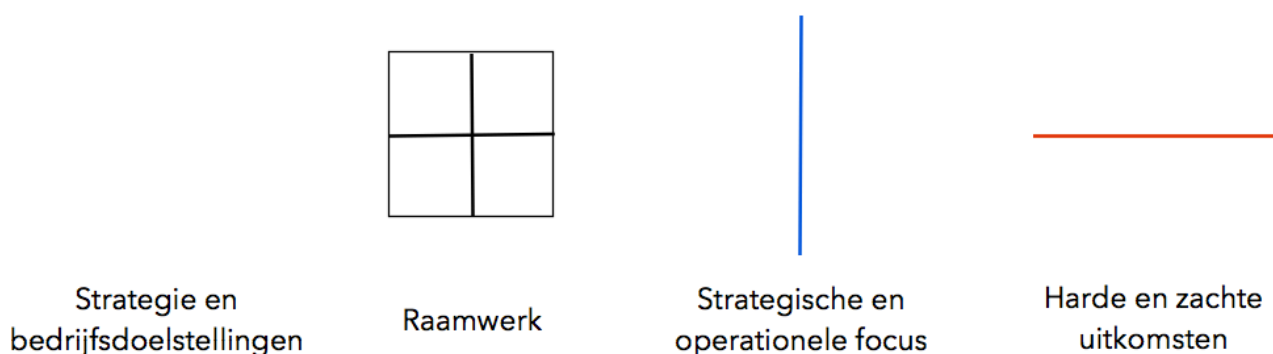 Strategie en
bedrijfsdoelstellingen
Raamwerk
Strategische en
operationele focus
Harde en zachte
uitkomsten